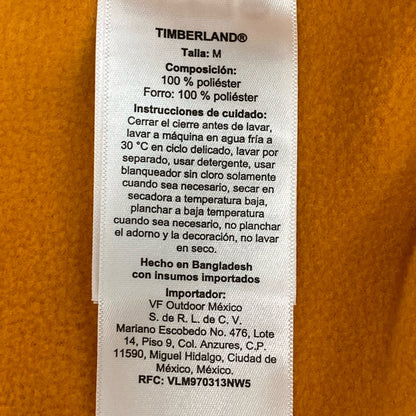 TIMBERLAND®
Talla: M
Composición:
100 % poliéster
Forro: 100 % poliéster
Instrucciones de cuidado:
Cerrar el cierre antes de lavar,
lavar a máquina en agua fría a
30 °C en ciclo delicado, lavar por
separado, usar detergente, usar
blanqueador sin cloro solamente
cuando sea necesario, secar en
secadora a temperatura baja,
planchar a baja temperatura
cuando sea necesario, no planchar
el adorno y la decoración, no lavar
en seco.
Hecho en Bangladesh
con insumos importados
Importador:
VF Outdoor México
S. de R. L. de C. V.
Mariano Escobedo No. 476, Lote
14, Piso 9, Col. Anzures, C.P.
11590, Miguel Hidalgo, Ciudad de
México, México.
RFC: VLM970313NW5